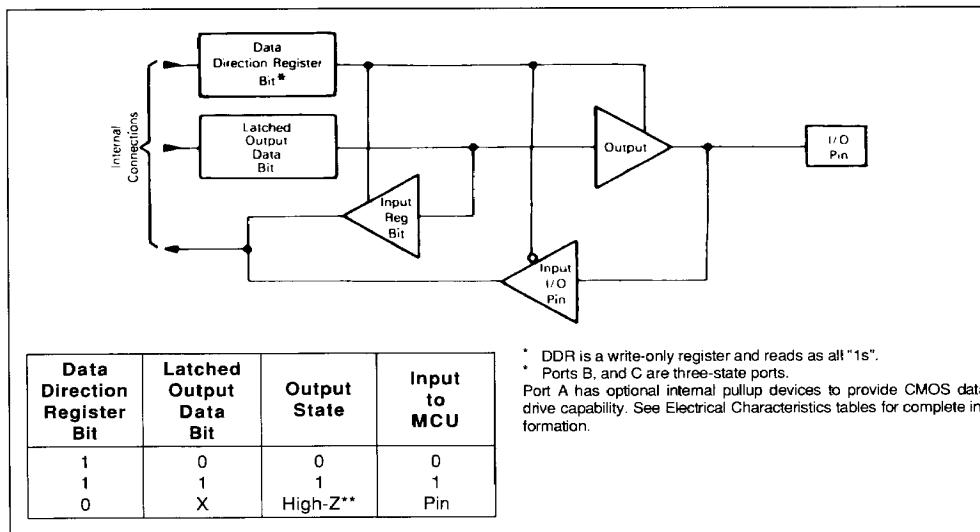 Data
Direction Register
Bit*
Internal
Connections
Latched
Output
Data
Bit
Output
I/O
Pin
Input
Reg
Bit
Input
I/O
Pin
Data Direction Register Bit | Latched Output Data Bit | Output State | Input to MCU
1 0 0 0
1 1 1 1
0 X High-Z** Pin
* DDR is a write-only register and reads as all "1s".
* Ports B, and C are three-state ports.
Port A has optional internal pullup devices to provide CMOS data
drive capability. See Electrical Characteristics tables for complete in-
formation.